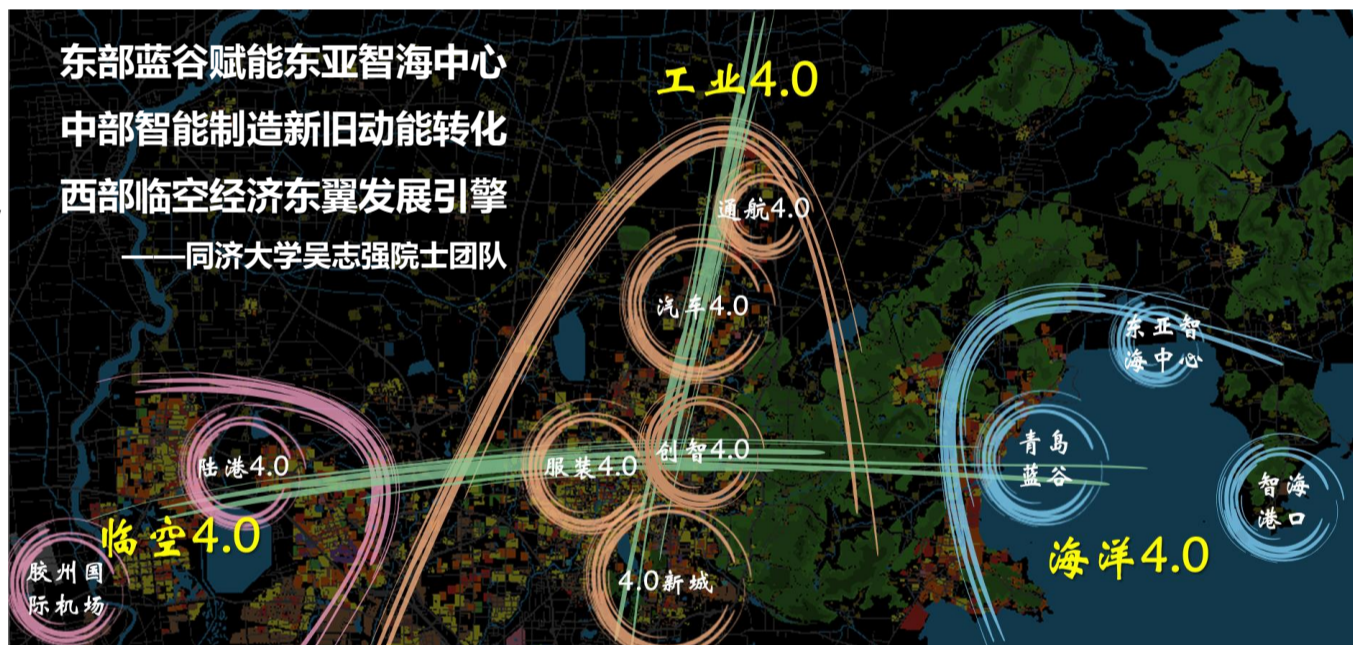 东部蓝谷赋能东亚智海中心
中部智能制造新旧动能转化
西部临空经济东翼发展引擎
——同济大学吴志强院士团队
工业4.0
通航4.0
汽车4.0
东亚智
海中心
陆港4.0
服装4.0
创智4.0
青岛
蓝谷
智海
港口
临空4.0
海洋4.0
胶州国
际机场
4.0新城